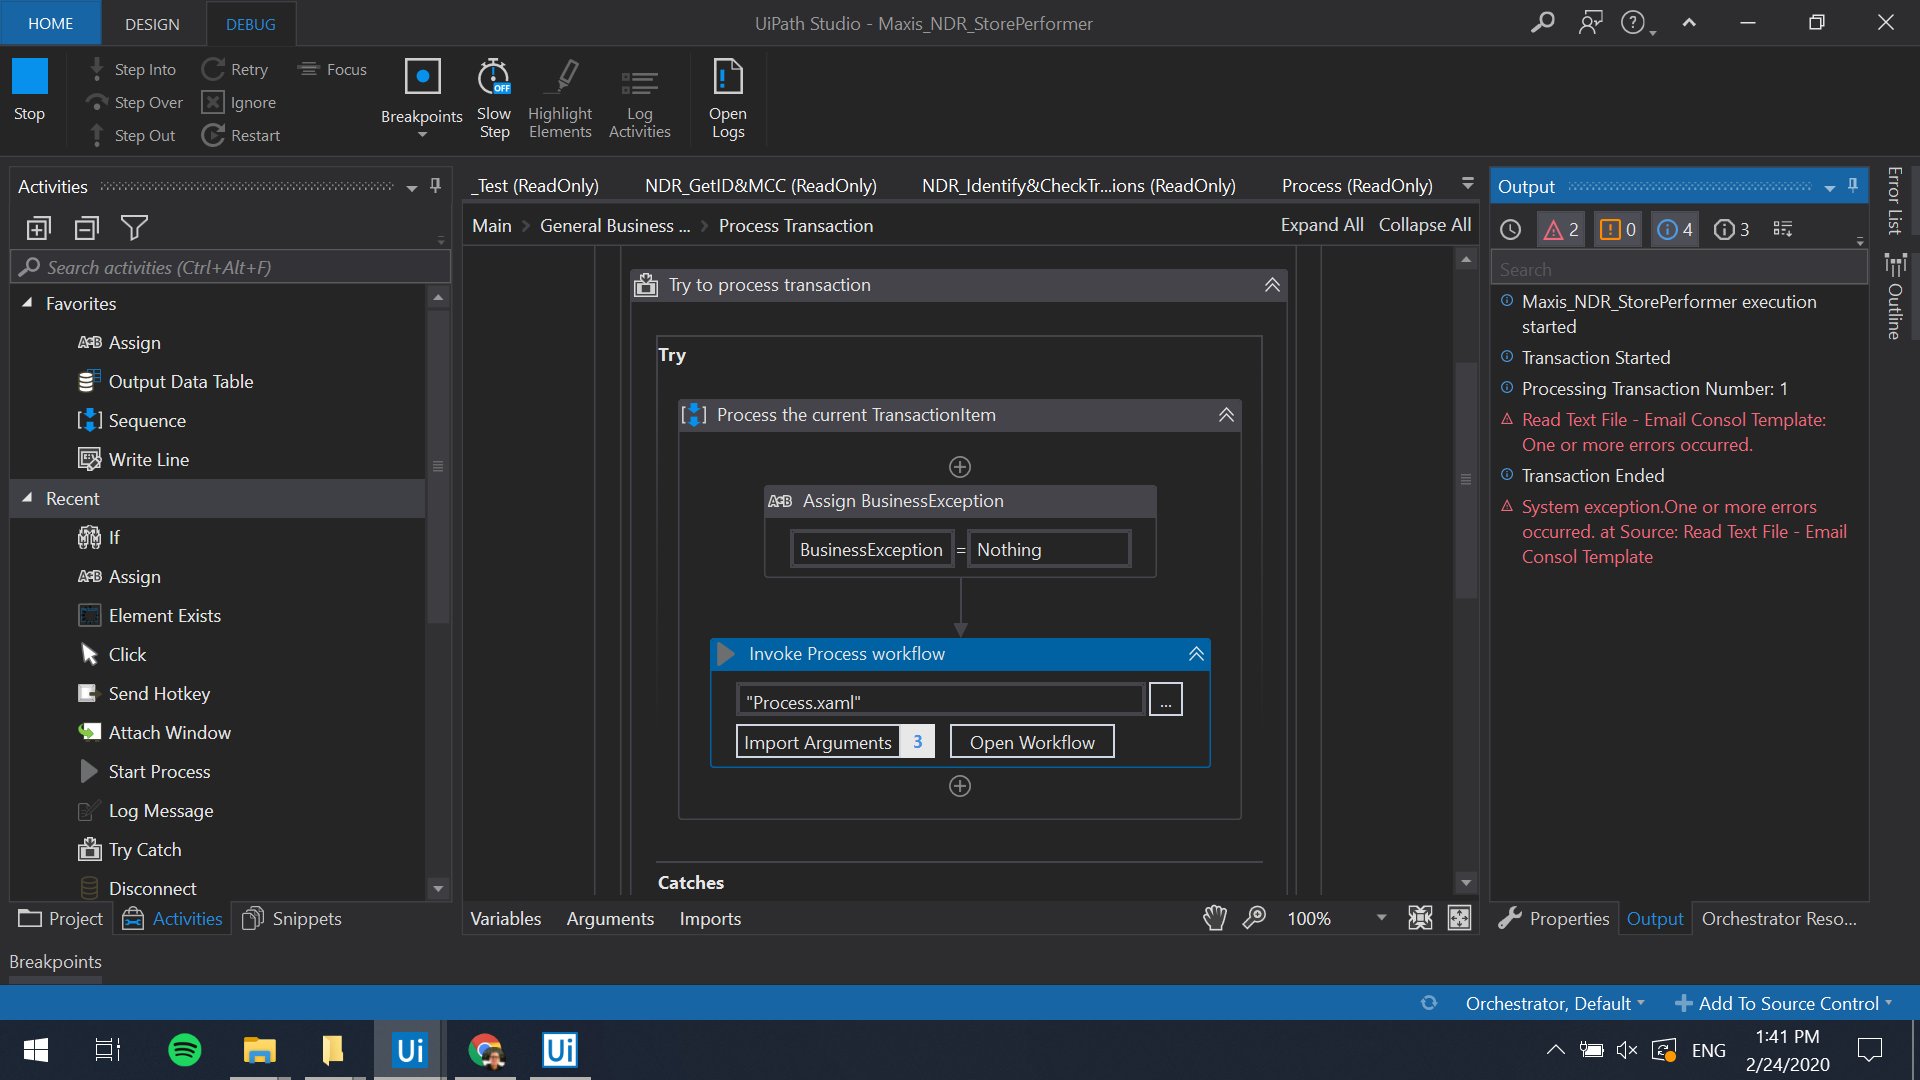 HOME
DESIGN
DEBUG
UiPath Studio - Maxis_NDR_StorePerformer
Stop
Step Into
Step Over
Step Out
Retry
Ignore
Restart
Focus
Breakpoints
OFF
Slow
Step
Highlight
Elements
Log
Activities
Open
Logs
Activities
Search activities (Ctrl+Alt+F)
Favorites
Assign
Output Data Table
Sequence
Write Line
Recent
If
Assign
Element Exists
Click
Send Hotkey
Attach Window
Start Process
Log Message
Try Catch
Disconnect
Project
Activities
Snippets
_Test (ReadOnly)
NDR_GetID&MCC (ReadOnly)
NDR_Identify&CheckTr...ions (ReadOnly)
Process (ReadOnly)
Main
General Business ...
Process Transaction
Expand All
Collapse All
Try to process transaction
Try
Process the current TransactionItem
A+B Assign BusinessException
BusinessException = Nothing
Invoke Process workflow
"Process.xaml"
...
Import Arguments 3
Open Workflow
Catches
Variables
Arguments
Imports
100%
Output
2
0
4
3
Search
Maxis_NDR_StorePerformer execution
started
Transaction Started
Processing Transaction Number: 1
Read Text File - Email Consol Template:
One or more errors occurred.
Transaction Ended
System exception.One or more errors
occurred. at Source: Read Text File - Email
Consol Template
Properties
Output
Orchestrator Reso...
Error List
Outline
Breakpoints
Orchestrator, Default
Add To Source Control
Ui
Ui
ENG
1:41 PM
2/24/2020